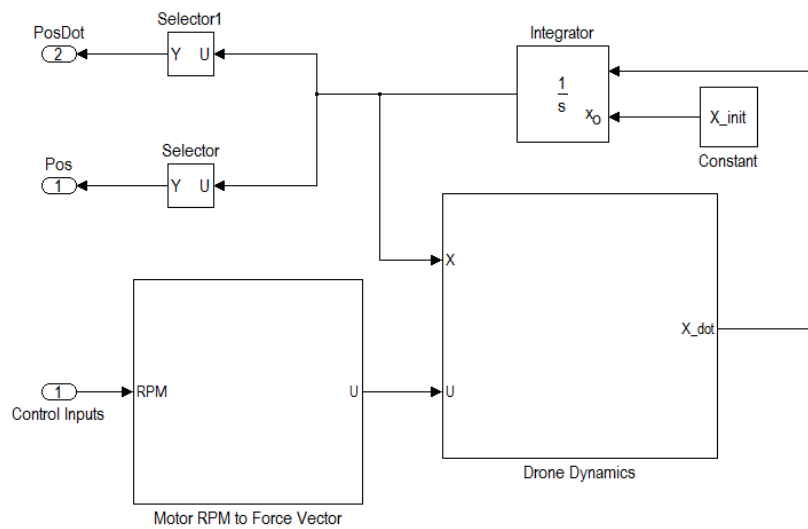 PosDot
2
Selector1
Y U
Integrator
1
s
xo
X_init
Constant
Pos
1
Selector
Y U
X
X_dot
U
Drone Dynamics
1
Control Inputs
RPM
U
Motor RPM to Force Vector